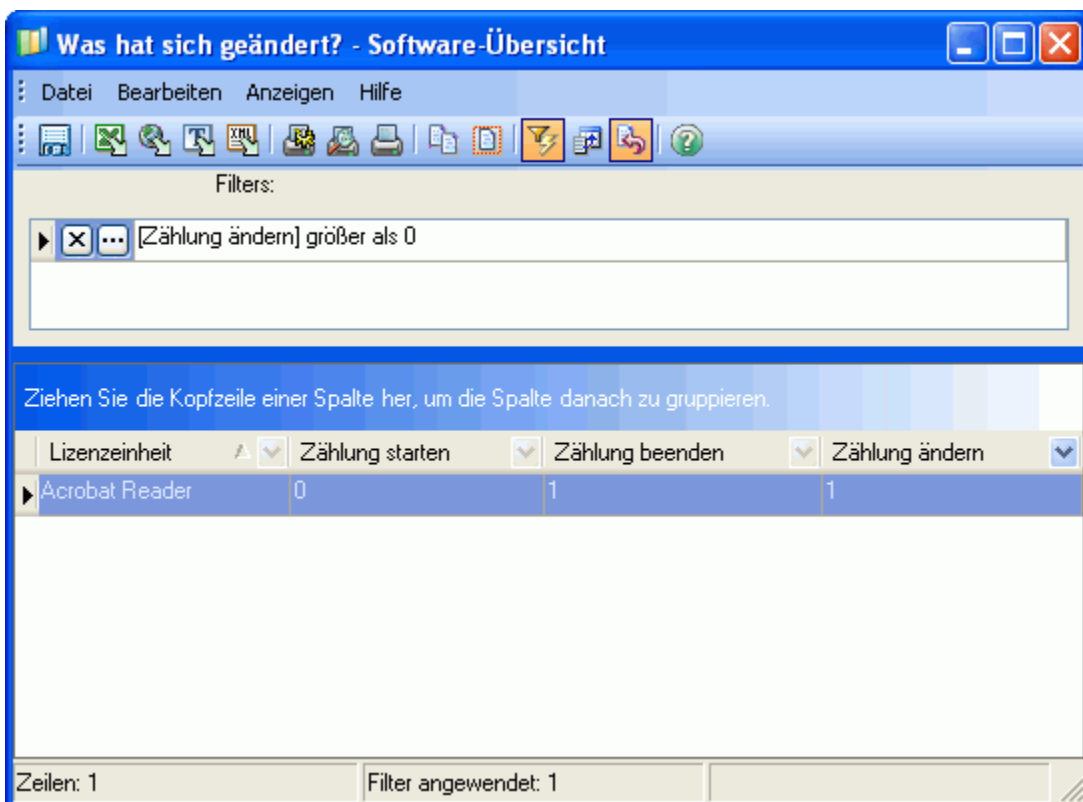 Was hat sich geändert? - Software-Übersicht
Datei Bearbeiten Anzeigen Hilfe
Filters:
[Zählung ändern] größer als 0
Ziehen Sie die Kopfzeile einer Spalte her, um die Spalte danach zu gruppieren.
Lizenzeinheit Zählung starten Zählung beenden Zählung ändern
Acrobat Reader 0 1 1
Zeilen: 1 Filter angewendet: 1